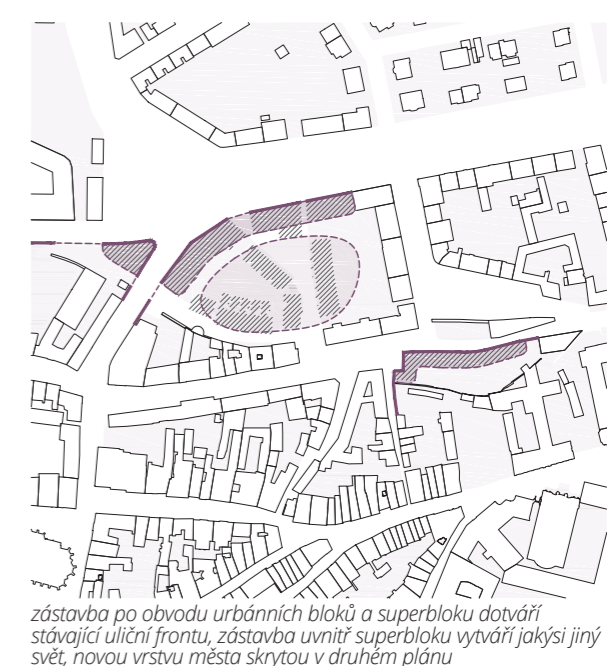 zástavba po obvodu urbánních bloků a superbloku dotváří
stávající uliční frontu, zástavba uvnitř superbloku vytváří jakýsi jiný
svět, novou vrstvu města skrytou v druhém plánu